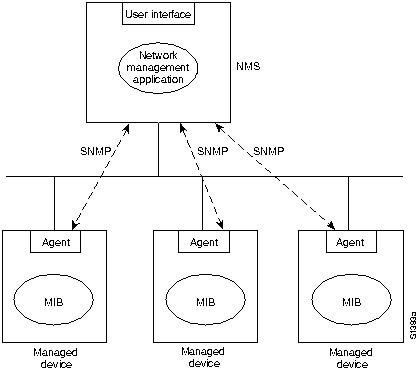 User interface
Network
management
application
NMS
SNMP
SNMP
SNMP
Agent
Agent
Agent
MIB
MIB
MIB
Managed
device
Managed
device
Managed
device
S1383a